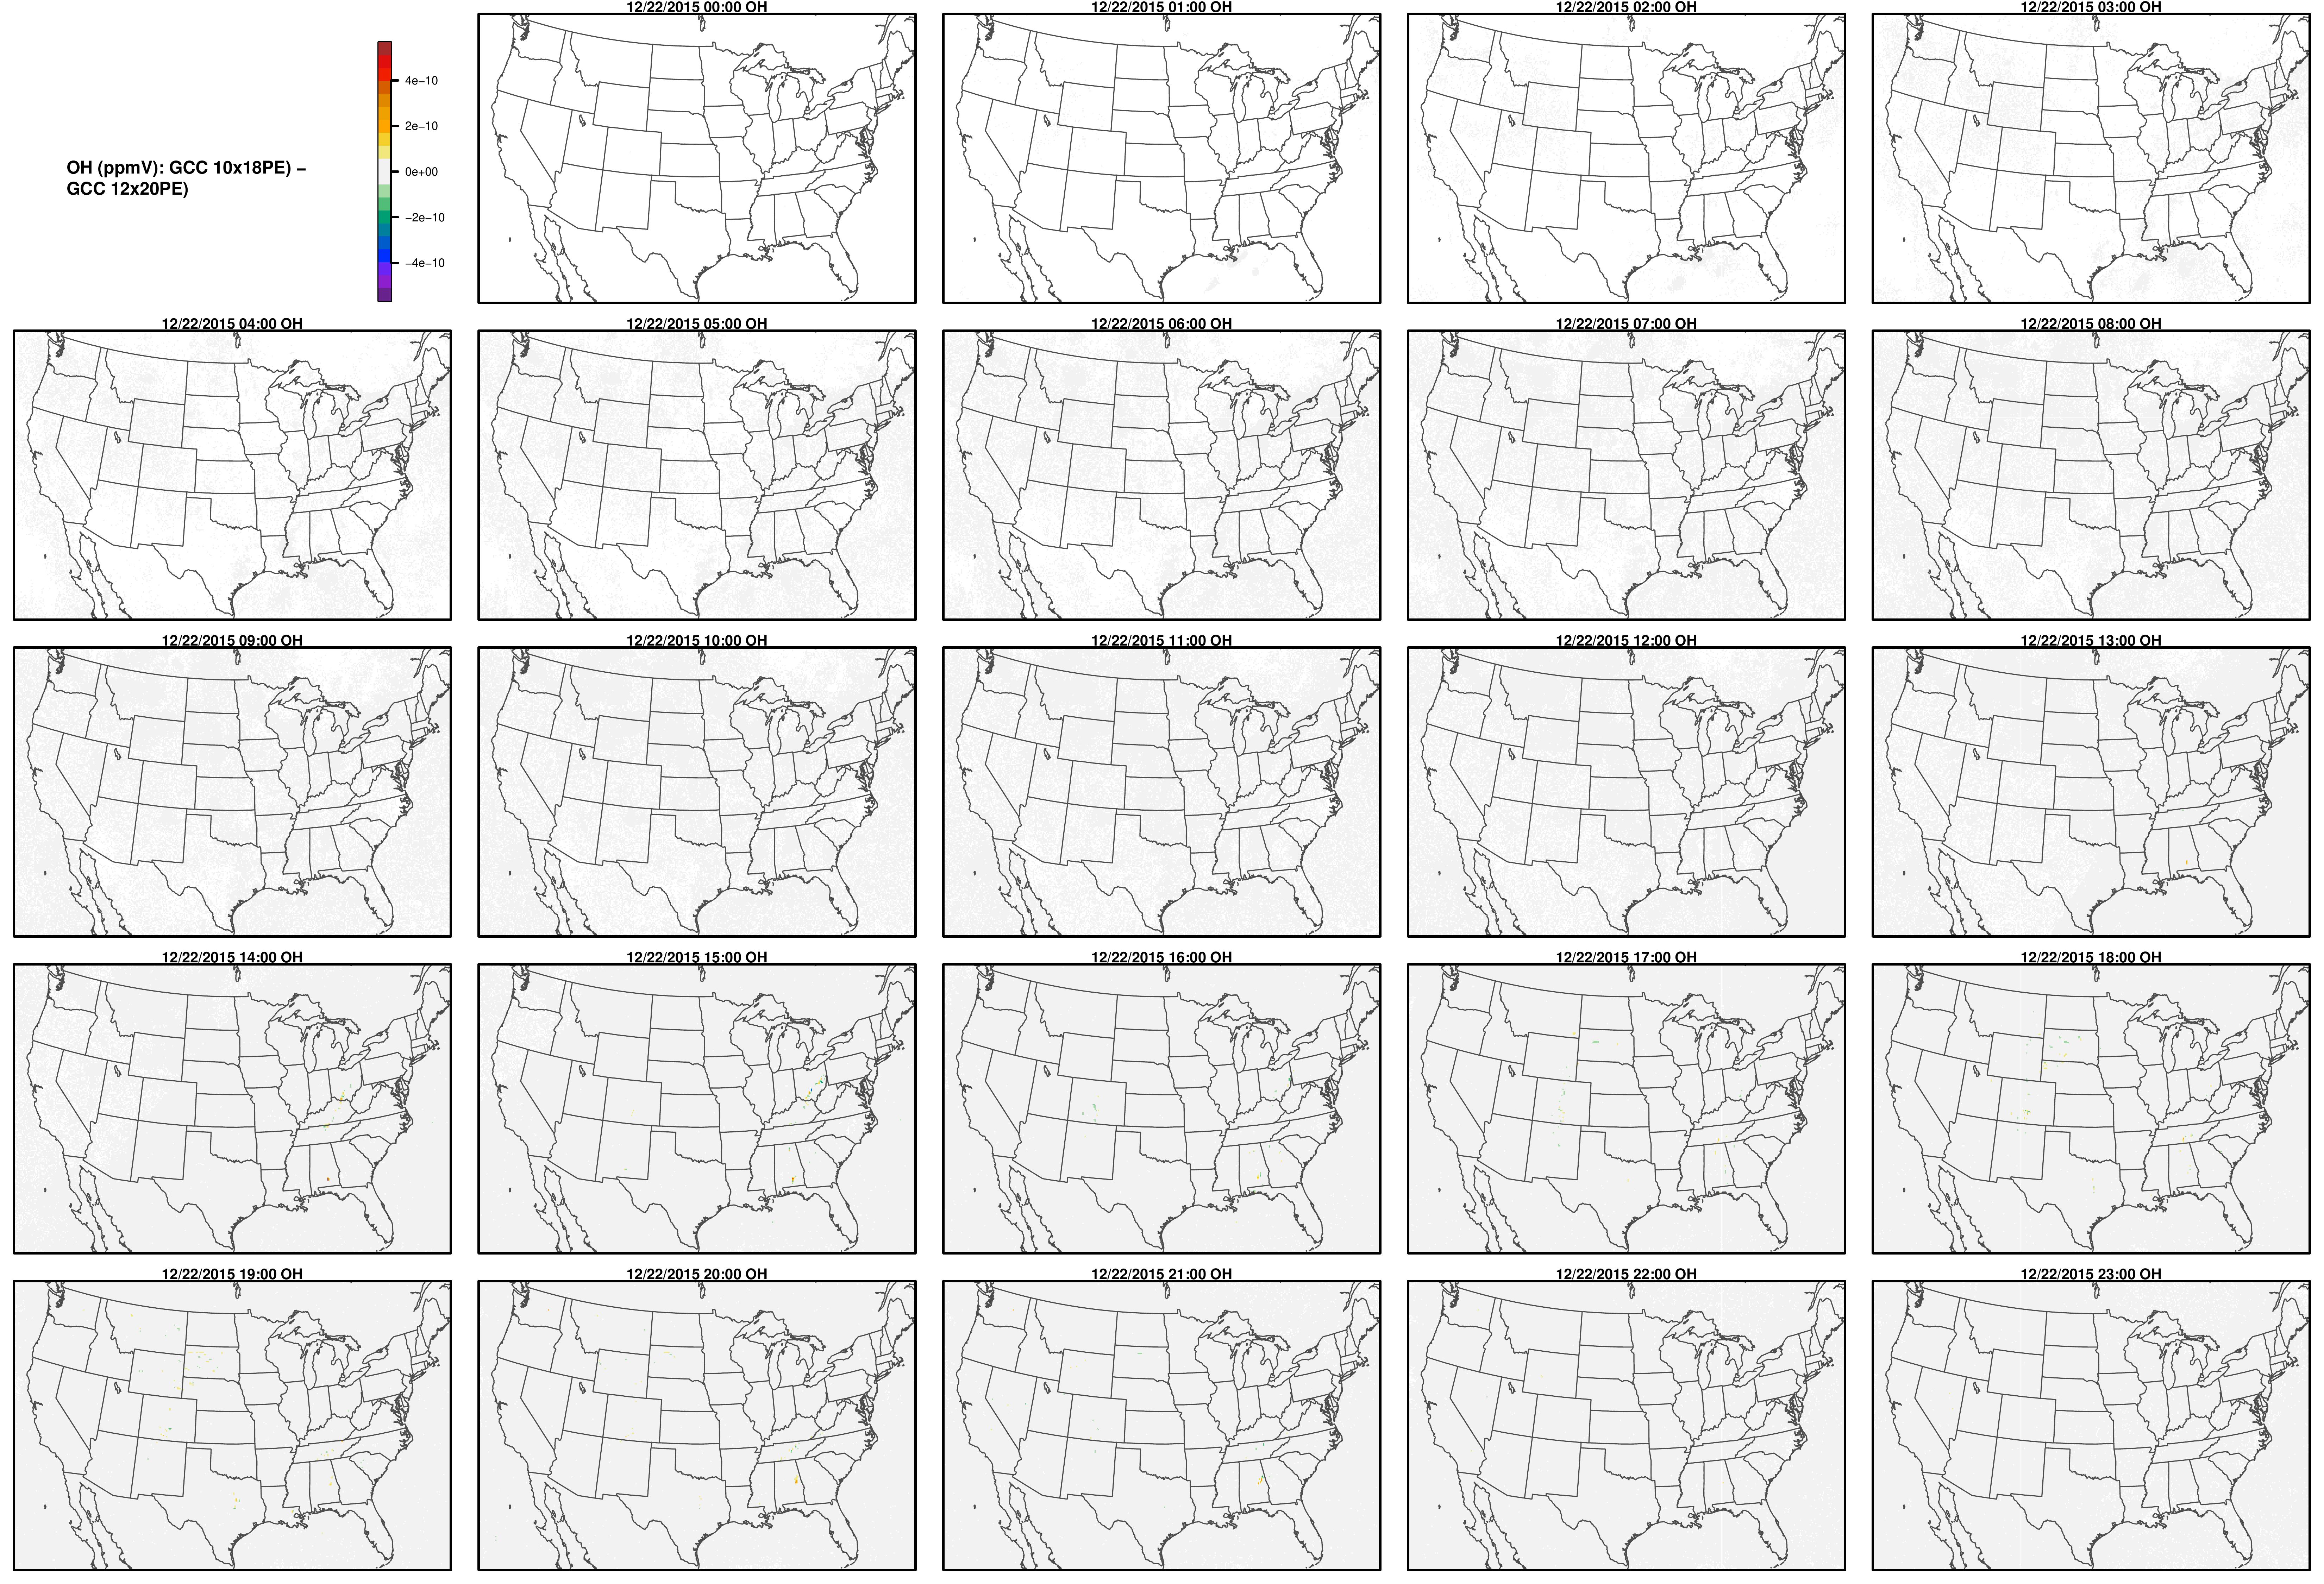 12/22/2015 00:00 OH
12/22/2015 01:00 OH
12/22/2015 02:00 OH
12/22/2015 03:00 OH
4e−10
2e−10
0e+00
−2e−10
−4e−10
OH (ppmV): GCC 10x18PE) −
GCC 12x20PE)
12/22/2015 04:00 OH
12/22/2015 05:00 OH
12/22/2015 06:00 OH
12/22/2015 07:00 OH
12/22/2015 08:00 OH
12/22/2015 09:00 OH
12/22/2015 10:00 OH
12/22/2015 11:00 OH
12/22/2015 12:00 OH
12/22/2015 13:00 OH
12/22/2015 14:00 OH
12/22/2015 15:00 OH
12/22/2015 16:00 OH
12/22/2015 17:00 OH
12/22/2015 18:00 OH
12/22/2015 19:00 OH
12/22/2015 20:00 OH
12/22/2015 21:00 OH
12/22/2015 22:00 OH
12/22/2015 23:00 OH